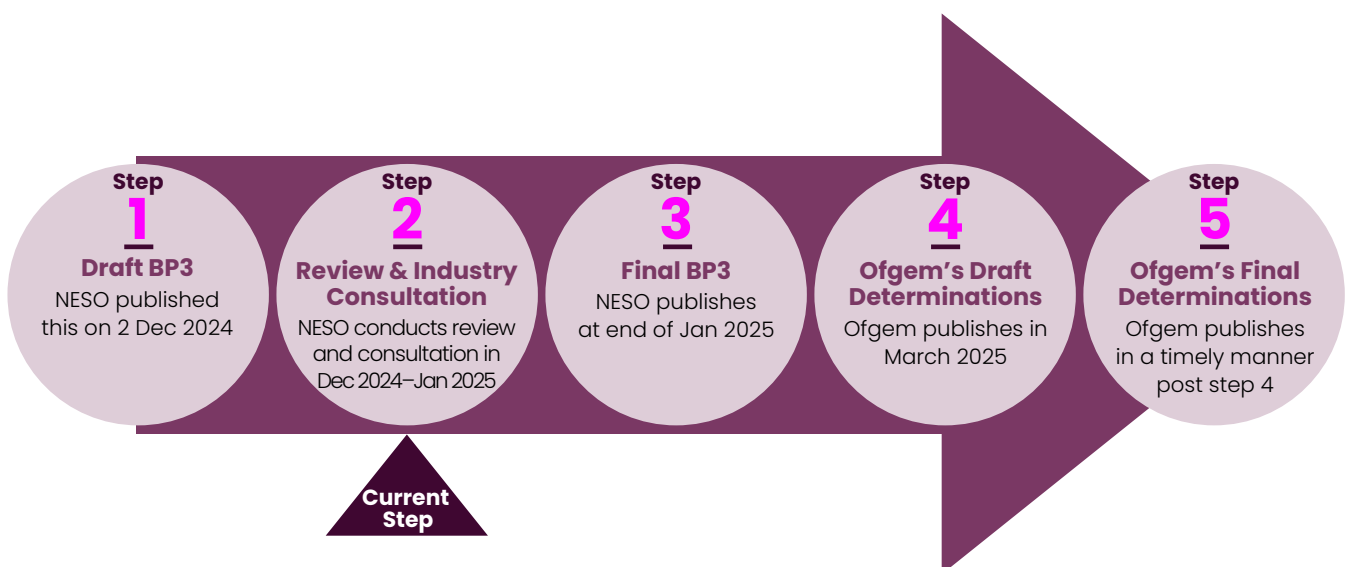 Step
1
Draft BP3
NESO published
this on 2 Dec 2024
Step
2
Review & Industry
Consultation
NESO conducts review
and consultation in
Dec 2024–Jan 2025
Step
3
Final BP3
NESO publishes
at end of Jan 2025
Step
4
Ofgem’s Draft
Determinations
Ofgem publishes in
March 2025
Step
5
Ofgem’s Final
Determinations
Ofgem publishes
in a timely manner
post step 4
Current
Step